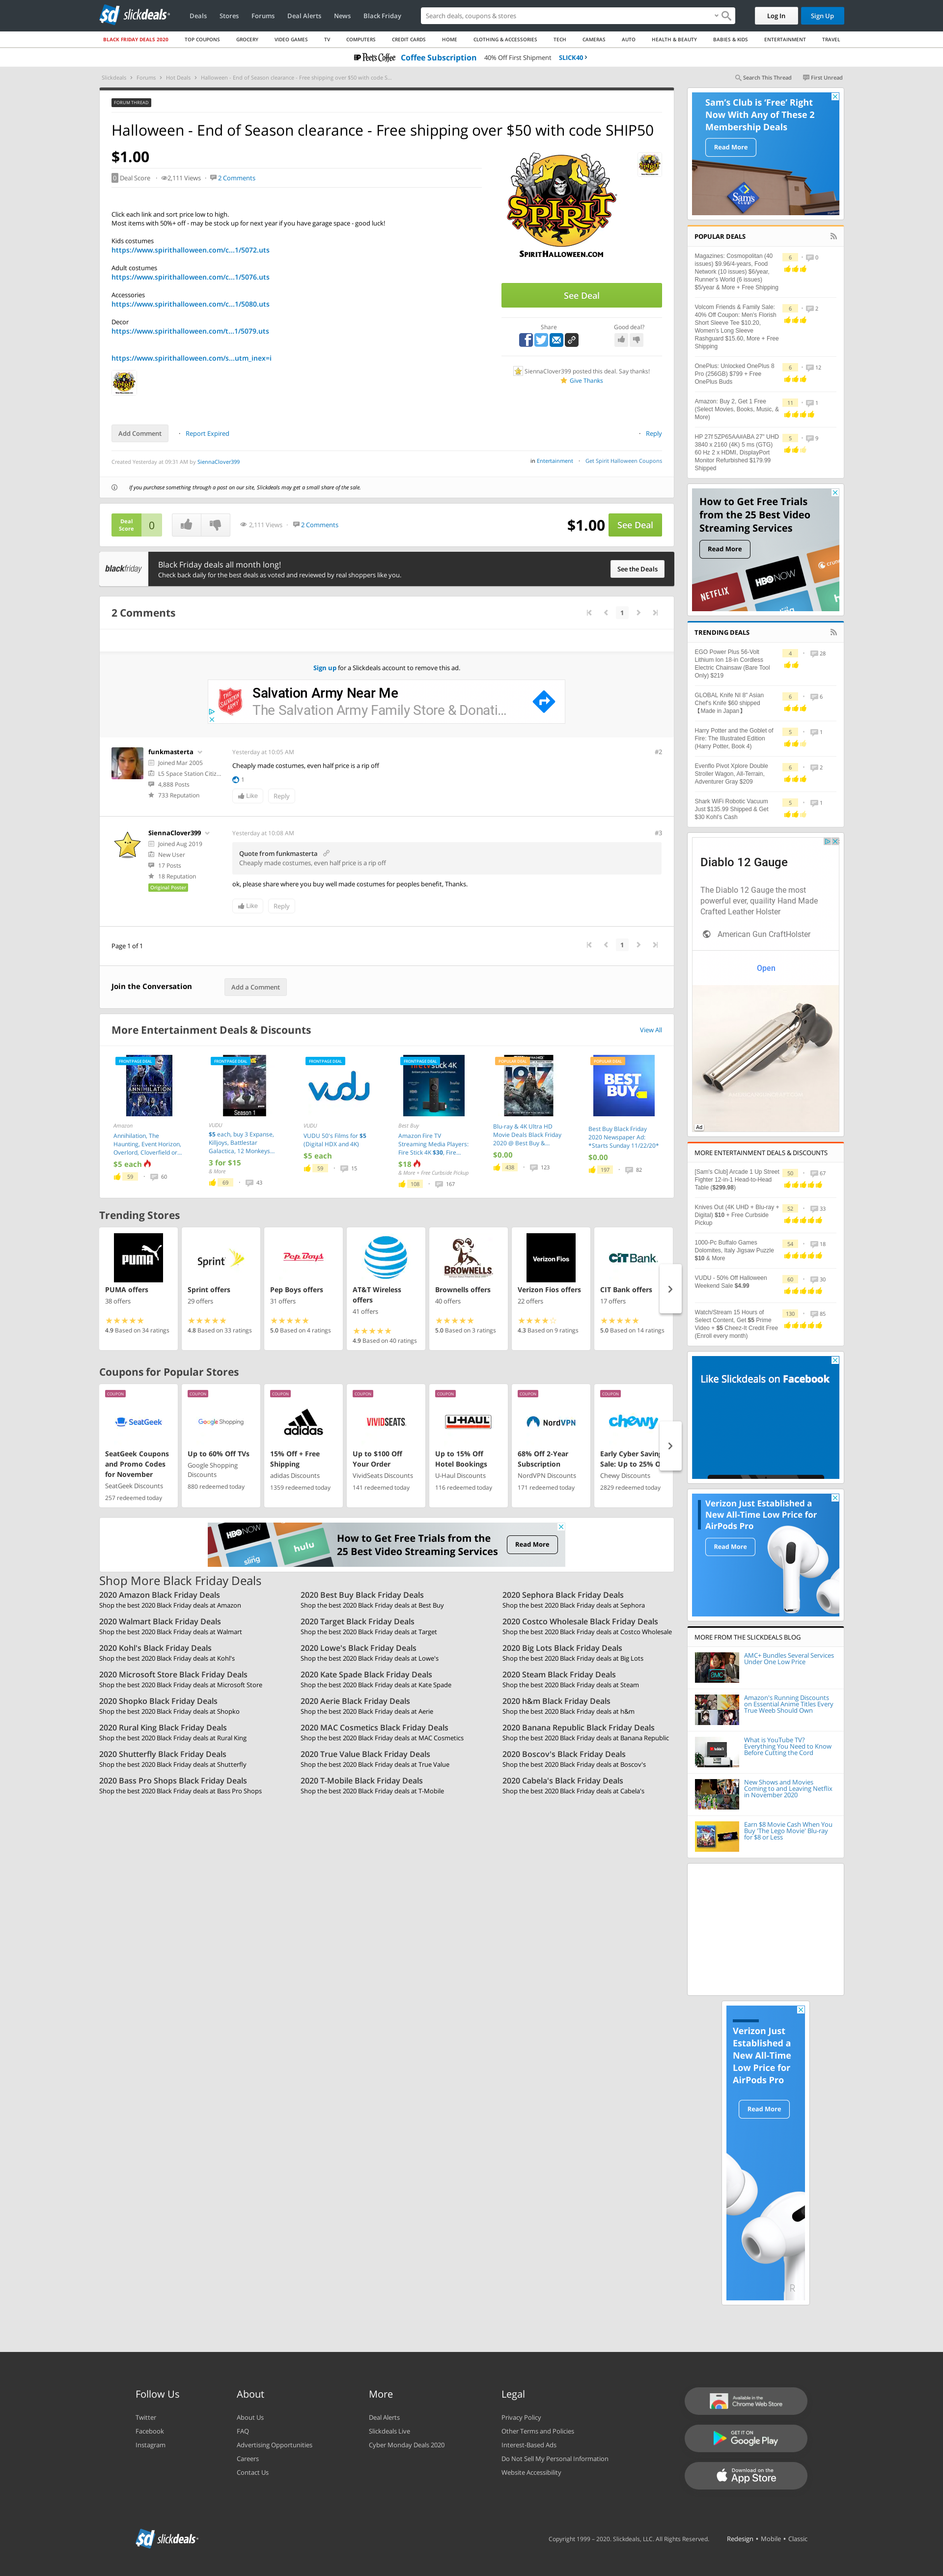 slickdeals
Deals Stores Forums Deal Alerts News Black Friday
Search deals, coupons & stores
Log In Sign Up
BLACK FRIDAY DEALS 2020 TOP COUPONS GROCERY VIDEO GAMES TV COMPUTERS CREDIT CARDS HOME CLOTHING & ACCESSORIES TECH CAMERAS AUTO HEALTH & BEAUTY BABIES & KIDS ENTERTAINMENT TRAVEL
Peet's Coffee Coffee Subscription 40% Off First Shipment SLICK40
Slickdeals Forums Hot Deals Halloween - End of Season clearance - Free shipping over $50 with code S...
Search This Thread First Unread
FORUM THREAD
Halloween - End of Season clearance - Free shipping over $50 with code SHIP50
$1.00
0 Deal Score 2,111 Views 2 Comments
Click each link and sort price low to high.
Most items with 50%+ off - may be stock up for next year if you have garage space - good luck!
Kids costumes
https://www.spirithalloween.com/c...1/5072.uts
Adult costumes
https://www.spirithalloween.com/c...1/5076.uts
Accessories
https://www.spirithalloween.com/c...1/5080.uts
Decor
https://www.spirithalloween.com/t...1/5079.uts
https://www.spirithalloween.com/s...utm_inex=i
SPIRIT
SPIRITHALLOWEEN.COM
See Deal
Share Good deal?
SiennaClover399 posted this deal. Say thanks!
Give Thanks
Add Comment Report Expired Reply
Created Yesterday at 09:31 AM by SiennaClover399
in Entertainment Get Spirit Halloween Coupons
If you purchase something through a post on our site, Slickdeals may get a small share of the sale.
Deal Score 0 2,111 Views 2 Comments $1.00 See Deal
blackfriday
Black Friday deals all month long!
Check back daily for the best deals as voted and reviewed by real shoppers like you.
See the Deals
2 Comments
1
Sign up for a Slickdeals account to remove this ad.
Salvation Army Near Me
The Salvation Army Family Store & Donati...
funkmasterta
Joined Mar 2005
L5 Space Station Citiz...
4,888 Posts
733 Reputation
Yesterday at 10:05 AM #2
Cheaply made costumes, even half price is a rip off
1
Like Reply
SiennaClover399
Joined Aug 2019
New User
17 Posts
18 Reputation
Original Poster
Yesterday at 10:08 AM #3
Quote from funkmasterta
Cheaply made costumes, even half price is a rip off
ok, please share where you buy well made costumes for peoples benefit, Thanks.
Like Reply
Page 1 of 1 1
Join the Conversation Add a Comment
More Entertainment Deals & Discounts View All
FRONTPAGE DEAL
ANNIHILATION
Amazon
Annihilation, The Haunting, Event Horizon, Overlord, Cloverfield or...
$5 each
59 60
FRONTPAGE DEAL
Season 1
VUDU
$5 each, buy 3 Expanse, Killjoys, Battlestar Galactica, 12 Monkeys...
3 for $15
& More
69 43
FRONTPAGE DEAL
vudu
VUDU
VUDU 50's Films for $5 (Digital HDX and 4K)
$5 each
59 15
FRONTPAGE DEAL
fire tv stick 4K
Best Buy
Amazon Fire TV Streaming Media Players: Fire Stick 4K $30, Fire...
$18
& More + Free Curbside Pickup
108 167
POPULAR DEAL
1917
Blu-ray & 4K Ultra HD Movie Deals Black Friday 2020 @ Best Buy &...
$0.00
438 123
POPULAR DEAL
BEST BUY
Best Buy Black Friday 2020 Newspaper Ad: *Starts Sunday 11/22/20*
$0.00
197 82
Trending Stores
PUMA
PUMA offers
38 offers
4.9 Based on 34 ratings
Sprint
Sprint offers
29 offers
4.8 Based on 33 ratings
Pep Boys
Pep Boys offers
31 offers
5.0 Based on 4 ratings
AT&T Wireless offers
41 offers
4.9 Based on 40 ratings
BROWNELLS
Brownells offers
40 offers
5.0 Based on 3 ratings
Verizon Fios
Verizon Fios offers
22 offers
4.3 Based on 9 ratings
CIT Bank
CIT Bank offers
17 offers
5.0 Based on 14 ratings
Coupons for Popular Stores
COUPON
SeatGeek
SeatGeek Coupons and Promo Codes for November
SeatGeek Discounts
257 redeemed today
COUPON
Google Shopping
Up to 60% Off TVs
Google Shopping Discounts
880 redeemed today
COUPON
adidas
15% Off + Free Shipping
adidas Discounts
1359 redeemed today
COUPON
VIVIDSEATS
Up to $100 Off Your Order
VividSeats Discounts
141 redeemed today
COUPON
U-HAUL
Up to 15% Off Hotel Bookings
U-Haul Discounts
116 redeemed today
COUPON
NordVPN
68% Off 2-Year Subscription
NordVPN Discounts
171 redeemed today
COUPON
chewy
Early Cyber Saving Sale: Up to 25% O
Chewy Discounts
2829 redeemed today
HBO NOW sling hulu
How to Get Free Trials from the
25 Best Video Streaming Services
Read More
Shop More Black Friday Deals
2020 Amazon Black Friday Deals
Shop the best 2020 Black Friday deals at Amazon
2020 Best Buy Black Friday Deals
Shop the best 2020 Black Friday deals at Best Buy
2020 Sephora Black Friday Deals
Shop the best 2020 Black Friday deals at Sephora
2020 Walmart Black Friday Deals
Shop the best 2020 Black Friday deals at Walmart
2020 Target Black Friday Deals
Shop the best 2020 Black Friday deals at Target
2020 Costco Wholesale Black Friday Deals
Shop the best 2020 Black Friday deals at Costco Wholesale
2020 Kohl's Black Friday Deals
Shop the best 2020 Black Friday deals at Kohl's
2020 Lowe's Black Friday Deals
Shop the best 2020 Black Friday deals at Lowe's
2020 Big Lots Black Friday Deals
Shop the best 2020 Black Friday deals at Big Lots
2020 Microsoft Store Black Friday Deals
Shop the best 2020 Black Friday deals at Microsoft Store
2020 Kate Spade Black Friday Deals
Shop the best 2020 Black Friday deals at Kate Spade
2020 Steam Black Friday Deals
Shop the best 2020 Black Friday deals at Steam
2020 Shopko Black Friday Deals
Shop the best 2020 Black Friday deals at Shopko
2020 Aerie Black Friday Deals
Shop the best 2020 Black Friday deals at Aerie
2020 h&m Black Friday Deals
Shop the best 2020 Black Friday deals at h&m
2020 Rural King Black Friday Deals
Shop the best 2020 Black Friday deals at Rural King
2020 MAC Cosmetics Black Friday Deals
Shop the best 2020 Black Friday deals at MAC Cosmetics
2020 Banana Republic Black Friday Deals
Shop the best 2020 Black Friday deals at Banana Republic
2020 Shutterfly Black Friday Deals
Shop the best 2020 Black Friday deals at Shutterfly
2020 True Value Black Friday Deals
Shop the best 2020 Black Friday deals at True Value
2020 Boscov's Black Friday Deals
Shop the best 2020 Black Friday deals at Boscov's
2020 Bass Pro Shops Black Friday Deals
Shop the best 2020 Black Friday deals at Bass Pro Shops
2020 T-Mobile Black Friday Deals
Shop the best 2020 Black Friday deals at T-Mobile
2020 Cabela's Black Friday Deals
Shop the best 2020 Black Friday deals at Cabela's
Sam's Club is 'Free' Right
Now With Any of These 2
Membership Deals
Read More
Sam's
POPULAR DEALS
Magazines: Cosmopolitan (40 issues) $9.96/4-years, Food Network (10 issues) $6/year, Runner's World (6 issues) $5/year & More + Free Shipping
6 0
Volcom Friends & Family Sale: 40% Off Coupon: Men's Florish Short Sleeve Tee $10.20, Women's Long Sleeve Rashguard $15.60, More + Free Shipping
6 2
OnePlus: Unlocked OnePlus 8 Pro (256GB) $799 + Free OnePlus Buds
6 12
Amazon: Buy 2, Get 1 Free (Select Movies, Books, Music, & More)
11 1
HP 27f 5ZP65AA#ABA 27" UHD 3840 x 2160 (4K) 5 ms (GTG) 60 Hz 2 x HDMI, DisplayPort Monitor Refurbished $179.99 Shipped
5 9
How to Get Free Trials
from the 25 Best Video
Streaming Services
Read More
NETFLIX HBO NOW crunchyroll sling hulu
TRENDING DEALS
EGO Power Plus 56-Volt Lithium Ion 18-in Cordless Electric Chainsaw (Bare Tool Only) $219
4 28
GLOBAL Knife NI 8" Asian Chef's Knife $60 shipped 【Made in Japan】
6 6
Harry Potter and the Goblet of Fire: The Illustrated Edition (Harry Potter, Book 4)
5 1
Evenflo Pivot Xplore Double Stroller Wagon, All-Terrain, Adventurer Gray $209
6 2
Shark WiFi Robotic Vacuum Just $135.99 Shipped & Get $30 Kohl's Cash
5 1
Diablo 12 Gauge
The Diablo 12 Gauge the most
powerful ever, quaility Hand Made
Crafted Leather Holster
American Gun CraftHolster
Open
Ad
MORE ENTERTAINMENT DEALS & DISCOUNTS
[Sam's Club] Arcade 1 Up Street Fighter 12-in-1 Head-to-Head Table ($299.98)
50 67
Knives Out (4K UHD + Blu-ray + Digital) $10 + Free Curbside Pickup
52 33
1000-Pc Buffalo Games Dolomites, Italy Jigsaw Puzzle $10 & More
54 18
VUDU - 50% Off Halloween Weekend Sale $4.99
60 30
Watch/Stream 15 Hours of Select Content, Get $5 Prime Video + $5 Cheez-It Credit Free (Enroll every month)
130 85
Like Slickdeals on Facebook
Verizon Just Established a
New All-Time Low Price for
AirPods Pro
Read More
MORE FROM THE SLICKDEALS BLOG
AMC+ Bundles Several Services Under One Low Price
Amazon's Running Discounts on Essential Anime Titles Every True Weeb Should Own
What is YouTube TV? Everything You Need to Know Before Cutting the Cord
New Shows and Movies Coming to and Leaving Netflix in November 2020
Earn $8 Movie Cash When You Buy 'The Lego Movie' Blu-ray for $8 or Less
Verizon Just
Established a
New All-Time
Low Price for
AirPods Pro
Read More
Follow Us
Twitter
Facebook
Instagram
About
About Us
FAQ
Advertising Opportunities
Careers
Contact Us
More
Deal Alerts
Slickdeals Live
Cyber Monday Deals 2020
Legal
Privacy Policy
Other Terms and Policies
Interest-Based Ads
Do Not Sell My Personal Information
Website Accessibility
Available in the Chrome Web Store
GET IT ON Google Play
Download on the App Store
slickdeals
Copyright 1999 - 2020. Slickdeals, LLC. All Rights Reserved. Redesign • Mobile • Classic